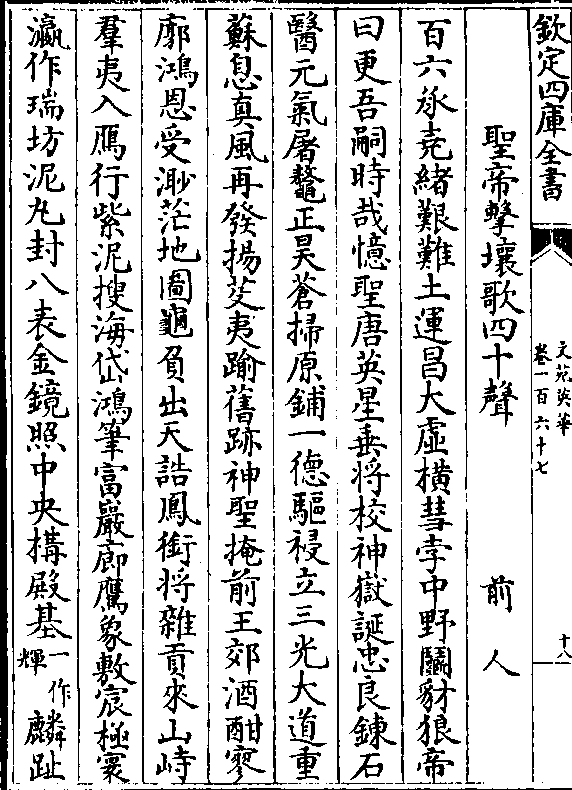 欽定四庫全書
文苑英華
卷一百六十七
十八
聖帝擊壤歌四十聲　前人
百六承堯緒艱難土運昌大虛橫彗孛中野鬬豺狼帝
曰更吾嗣時哉憶聖唐英星垂將校神嶽誕忠良鍊石
醫元氣屠鼇正昊蒼掃原鋪一德驅祲立三光大道重
蘇息真風再發揚芟夷踰舊跡神聖掩前王郊酒酣寥
廓鴻恩受渺茫地圖龜負出天誥鳳銜將雜貢來山峙
羣夷入鴈行紫泥搜海岱鴻筆富巖廊鷹象敷宸極寰
瀛作瑞坊泥丸封八表金鏡照中央構殿基一作輝麟趾